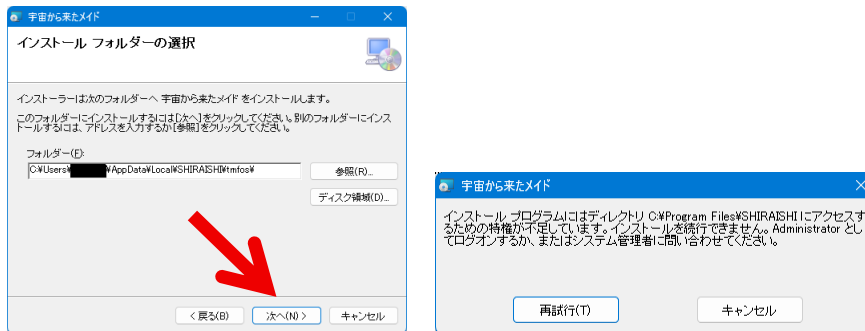 宇宙から来たメイド
インストール フォルダーの選択
インストーラーは次のフォルダーへ 宇宙から来たメイド をインストールします。
このフォルダーにインストールするには[次へ]をクリックしてください。別のフォルダーにインス
トールするには、アドレスを入力するか[参照]をクリックしてください。
フォルダー(E):
C:¥Users¥ ¥AppData¥Local¥SHIRAISHI¥tmfos¥
参照(R)...
ディスク領域(D)...
< 戻る(B)
次へ(N) >
キャンセル
宇宙から来たメイド
インストール プログラムにはディレクトリ C:¥Program Files¥SHIRAISHI にアクセスす
るための特権が不足しています。インストールを続行できません。Administrator とし
てログオンするか、またはシステム管理者に問い合わせてください。
再試行(T)
キャンセル